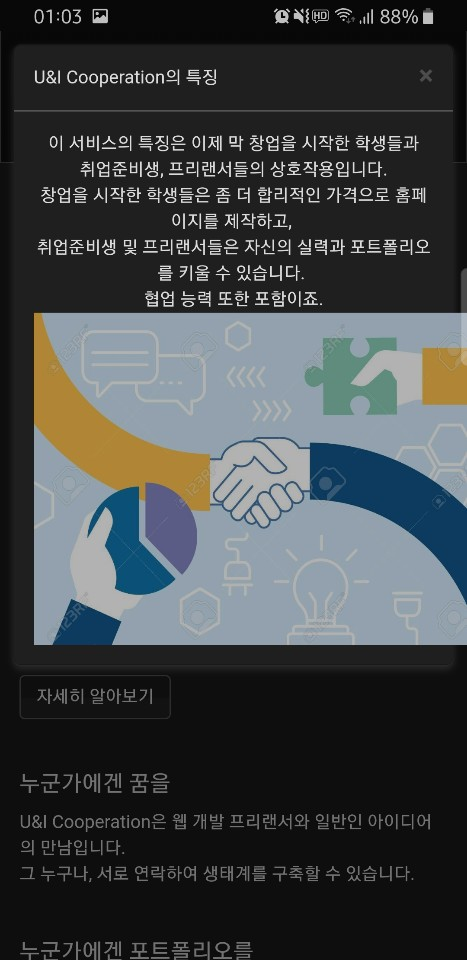 01:03 HD 88%
U&I Cooperation의 특징 ×
이 서비스의 특징은 이제 막 창업을 시작한 학생들과
취업준비생, 프리랜서들의 상호작용입니다.
창업을 시작한 학생들은 좀 더 합리적인 가격으로 홈페
이지를 제작하고,
취업준비생 및 프리랜서들은 자신의 실력과 포트폴리오
를 키울 수 있습니다.
협업 능력 또한 포함이죠.
123RF
자세히 알아보기
누군가에겐 꿈을
U&I Cooperation은 웹 개발 프리랜서와 일반인 아이디어
의 만남입니다.
그 누구나, 서로 연락하여 생태계를 구축할 수 있습니다.
누군가에겐 포트폴리오를